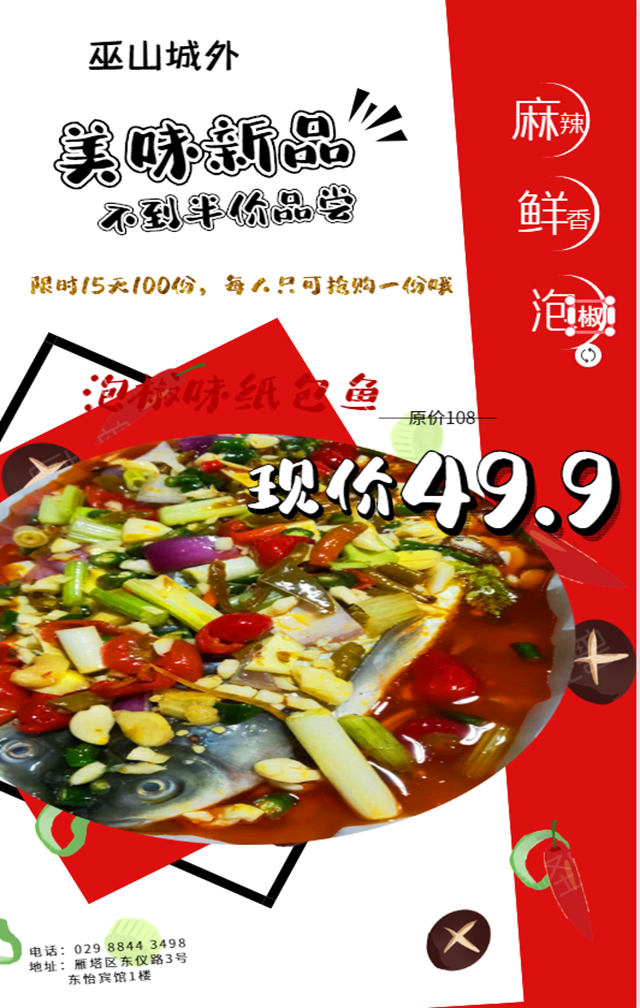 巫山城外
美味新品
不到半价品尝
限时15天100份，每人只可抢购一份哦
麻辣
鲜香
泡椒
泡椒味纸包鱼
原价108
现价49.9
电话：029 8844 3498
地址：雁塔区东仪路3号
东怡宾馆1楼